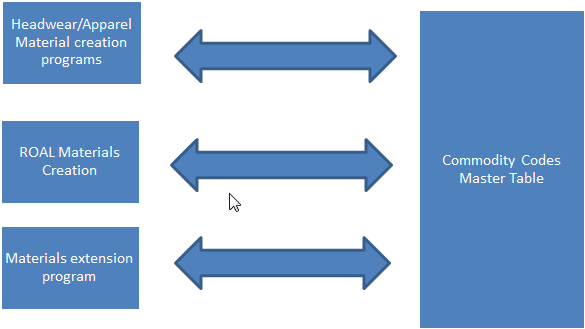 Headwear/Apparel
Material creation
programs
ROAL Materials
Creation
Materials extension
program
Commodity Codes
Master Table